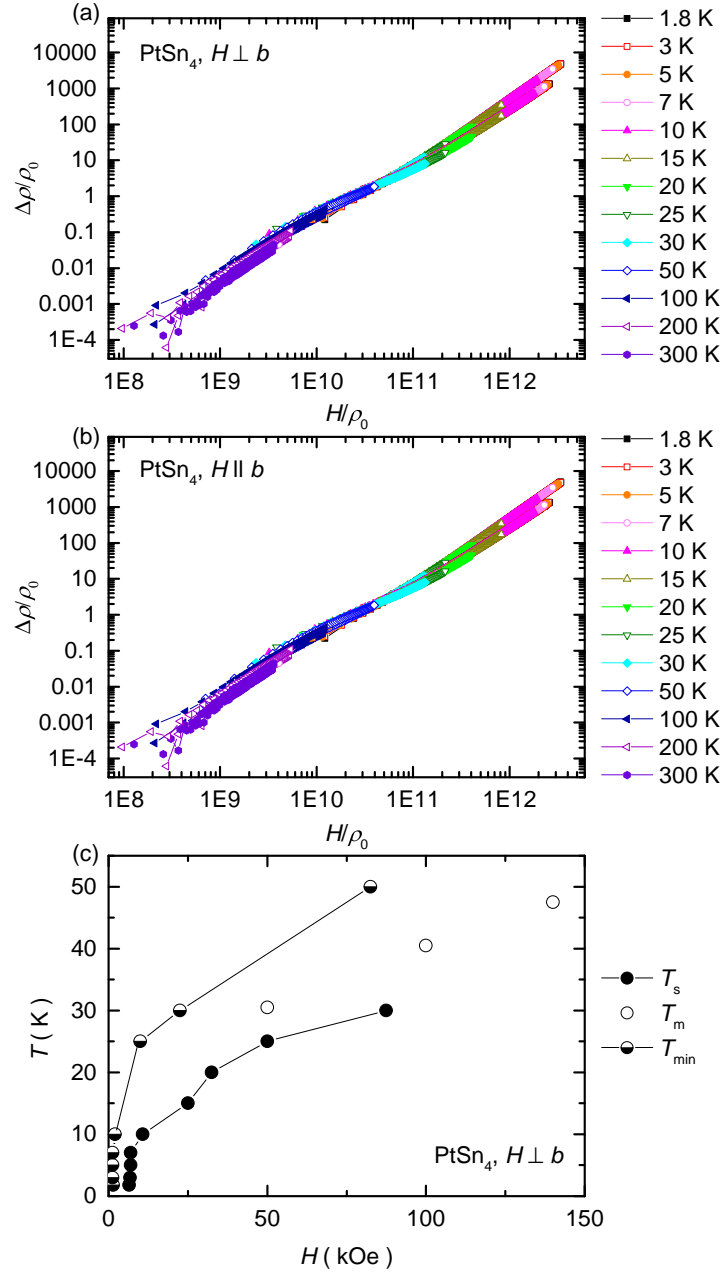 (a)
PtSn₄, H ⊥ b
10000
1000
100
10
1
0.1
0.01
0.001
1E-4
Δρ/ρ₀
1E8 1E9 1E10 1E11 1E12
H/ρ₀
1.8 K
3 K
5 K
7 K
10 K
15 K
20 K
25 K
30 K
50 K
100 K
200 K
300 K
(b)
PtSn₄, H || b
10000
1000
100
10
1
0.1
0.01
0.001
1E-4
Δρ/ρ₀
1E8 1E9 1E10 1E11 1E12
H/ρ₀
1.8 K
3 K
5 K
7 K
10 K
15 K
20 K
25 K
30 K
50 K
100 K
200 K
300 K
(c)
50
40
30
20
10
0
T ( K )
0 50 100 150
H ( kOe )
PtSn₄, H ⊥ b
Tₛ
Tₘ
Tₘᵢₙ